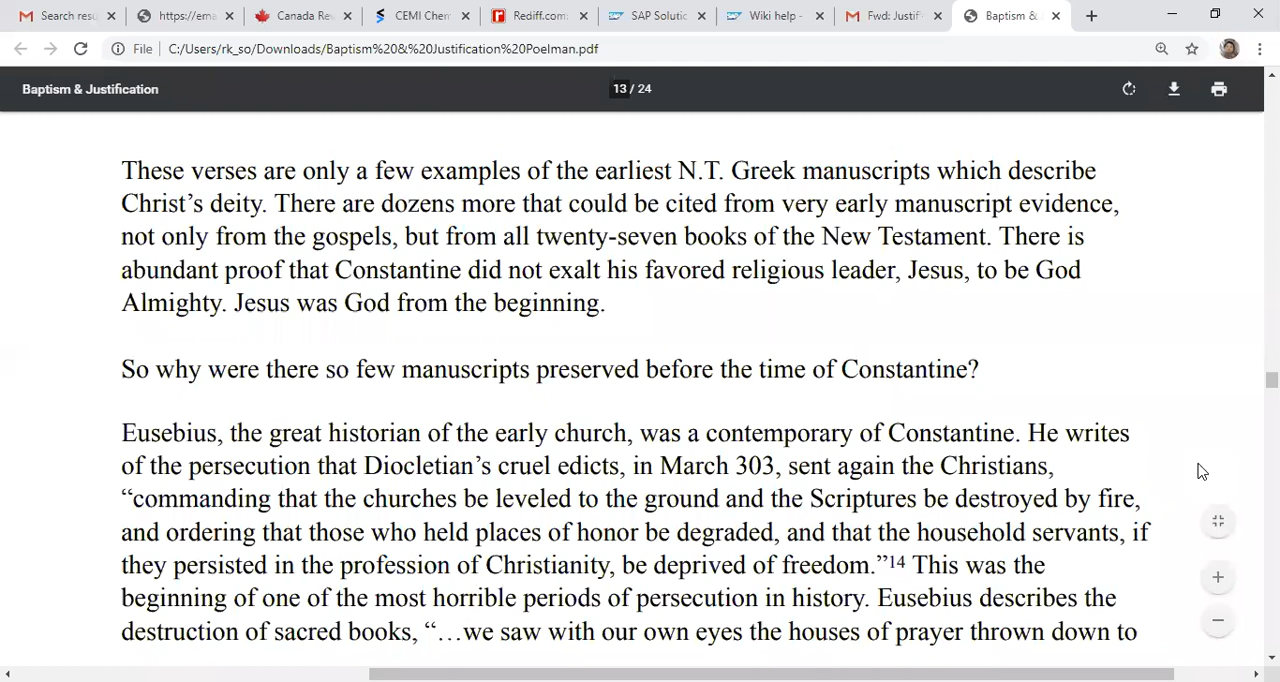 Search resu
https://ema
Canada Re
CEMI Chem
Rediff.com:
SAP Solutic
Wiki help -
Fwd: Justif
Baptism &
File
C:/Users/rk_so/Downloads/Baptism%20&%20Justification%20Poelman.pdf
Baptism & Justification
13 / 24
These verses are only a few examples of the earliest N.T. Greek manuscripts which describe
Christ’s deity. There are dozens more that could be cited from very early manuscript evidence,
not only from the gospels, but from all twenty-seven books of the New Testament. There is
abundant proof that Constantine did not exalt his favored religious leader, Jesus, to be God
Almighty. Jesus was God from the beginning.
So why were there so few manuscripts preserved before the time of Constantine?
Eusebius, the great historian of the early church, was a contemporary of Constantine. He writes
of the persecution that Diocletian’s cruel edicts, in March 303, sent again the Christians,
“commanding that the churches be leveled to the ground and the Scriptures be destroyed by fire,
and ordering that those who held places of honor be degraded, and that the household servants, if
they persisted in the profession of Christianity, be deprived of freedom.”14 This was the
beginning of one of the most horrible periods of persecution in history. Eusebius describes the
destruction of sacred books, “…we saw with our own eyes the houses of prayer thrown down to